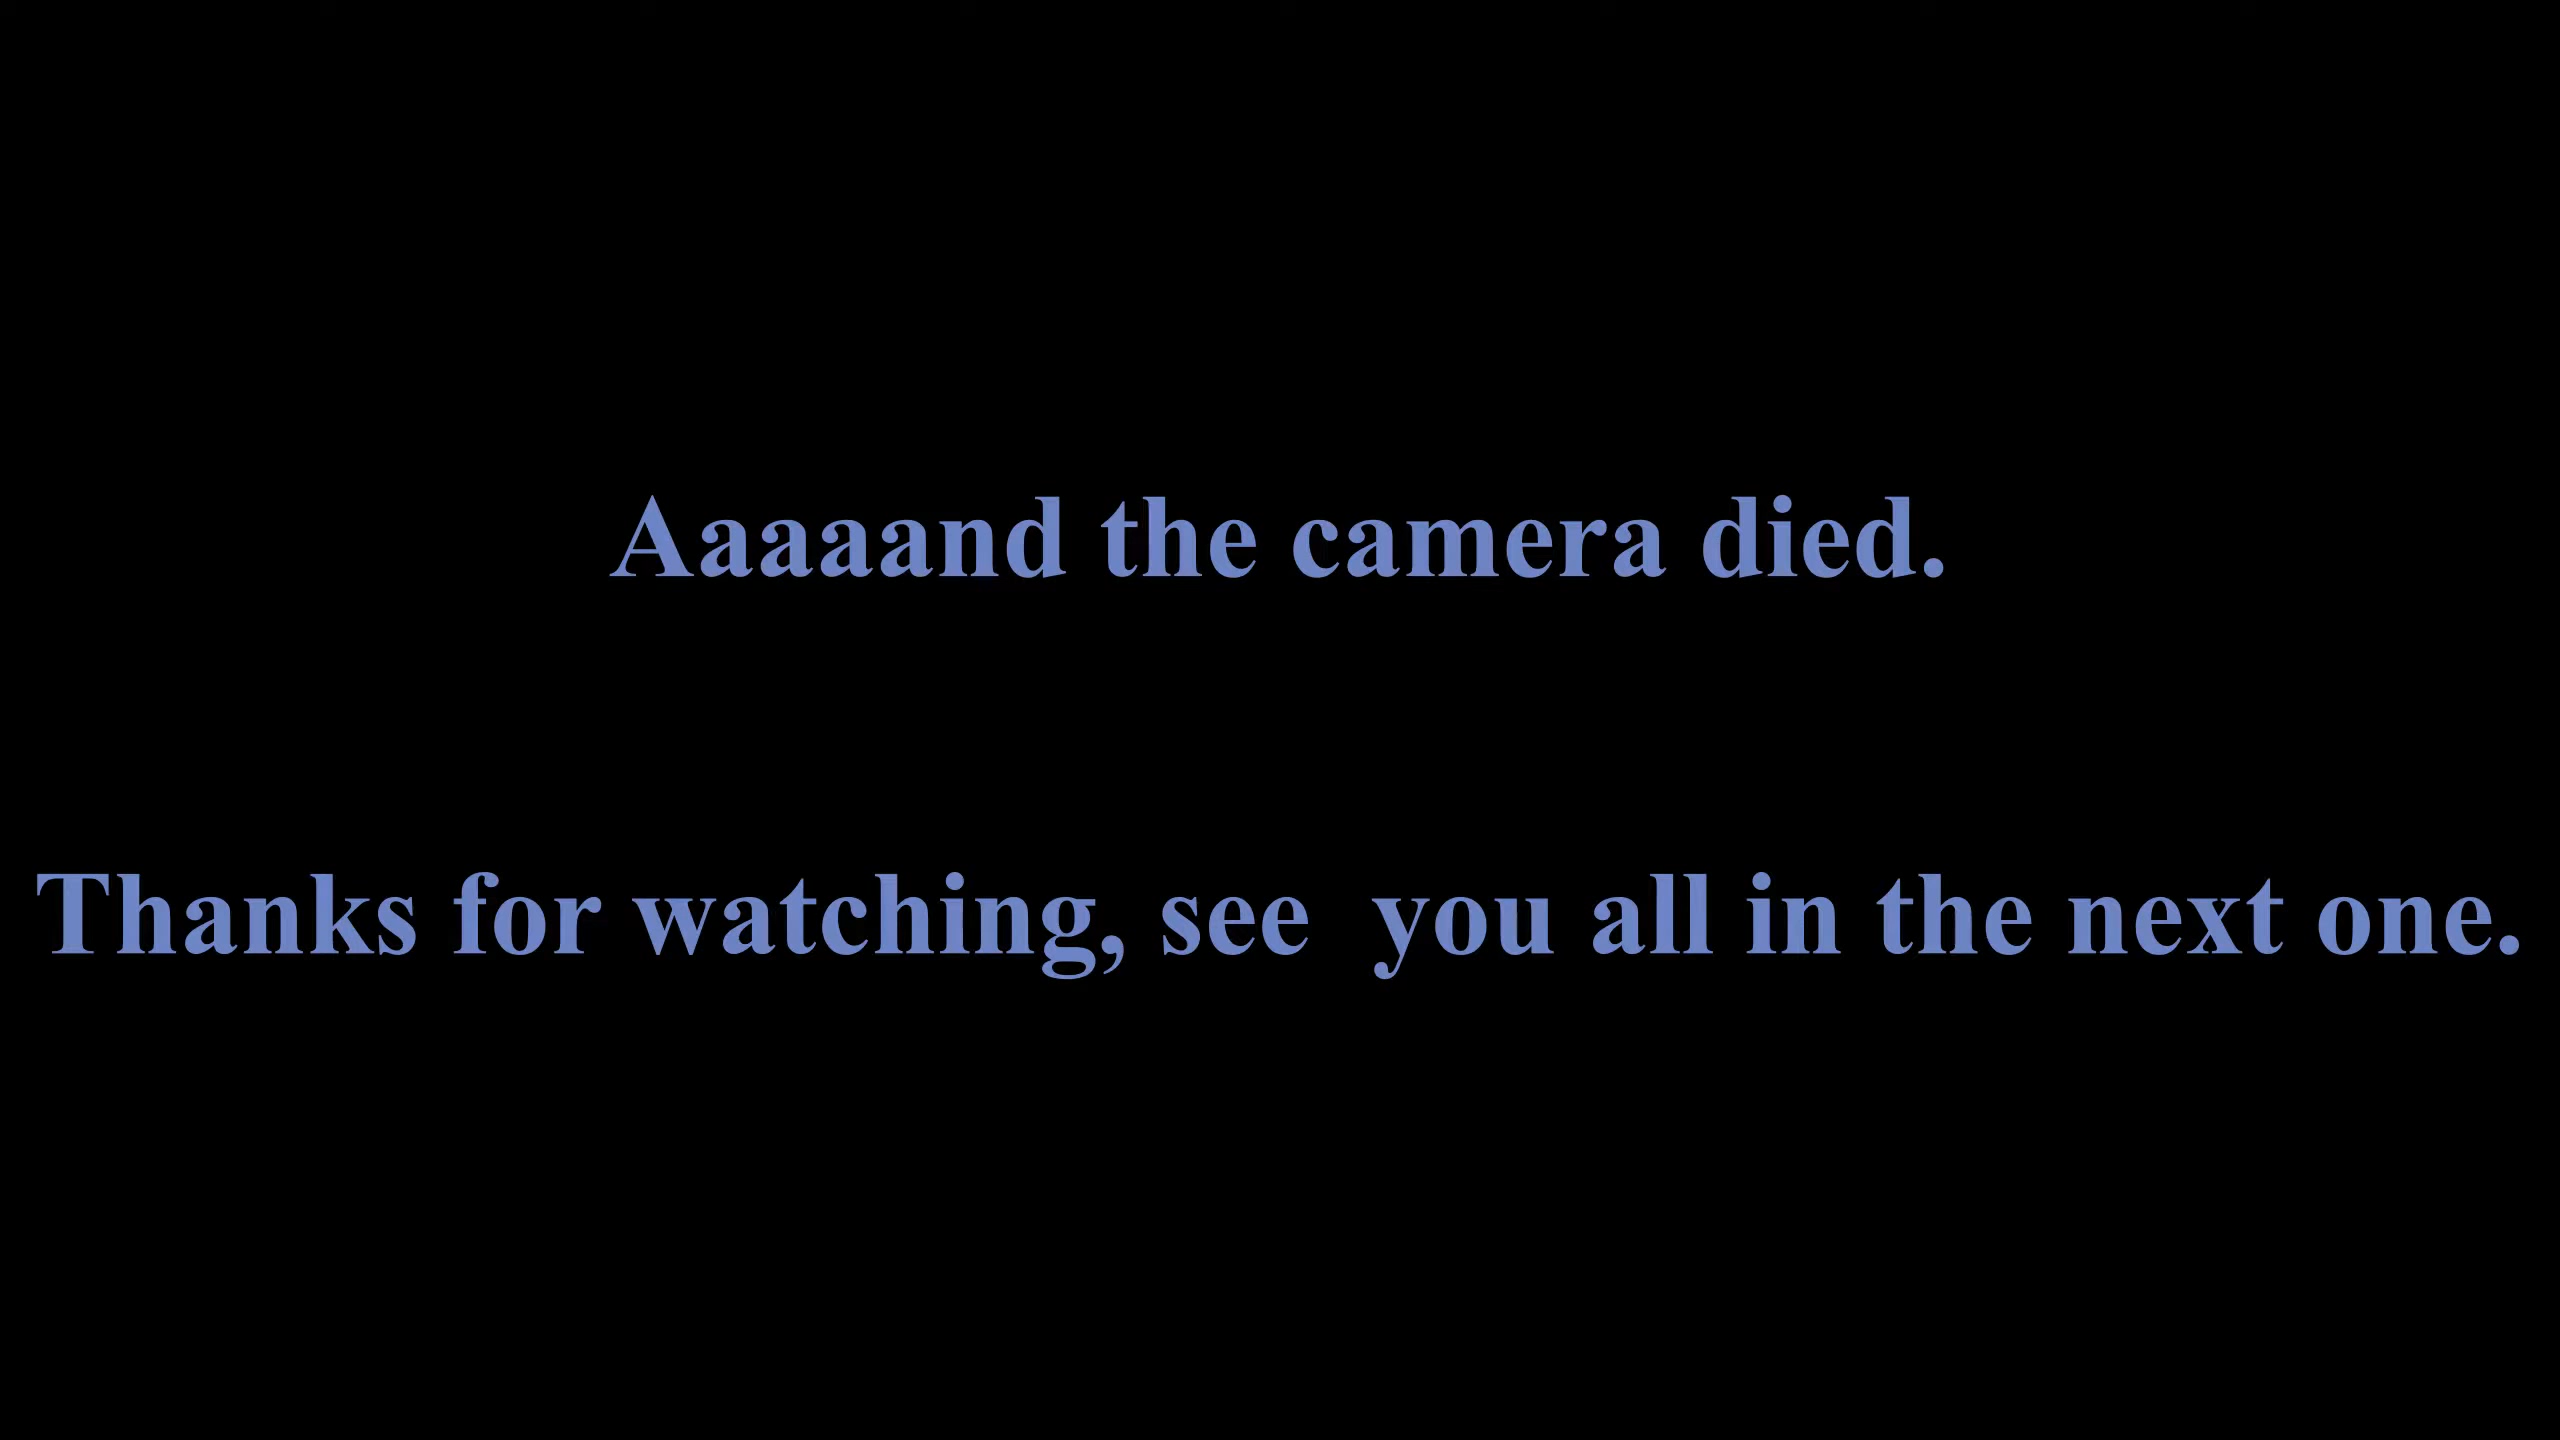 Aaaaand the camera died.
Thanks for watching, see  you all in the next one.